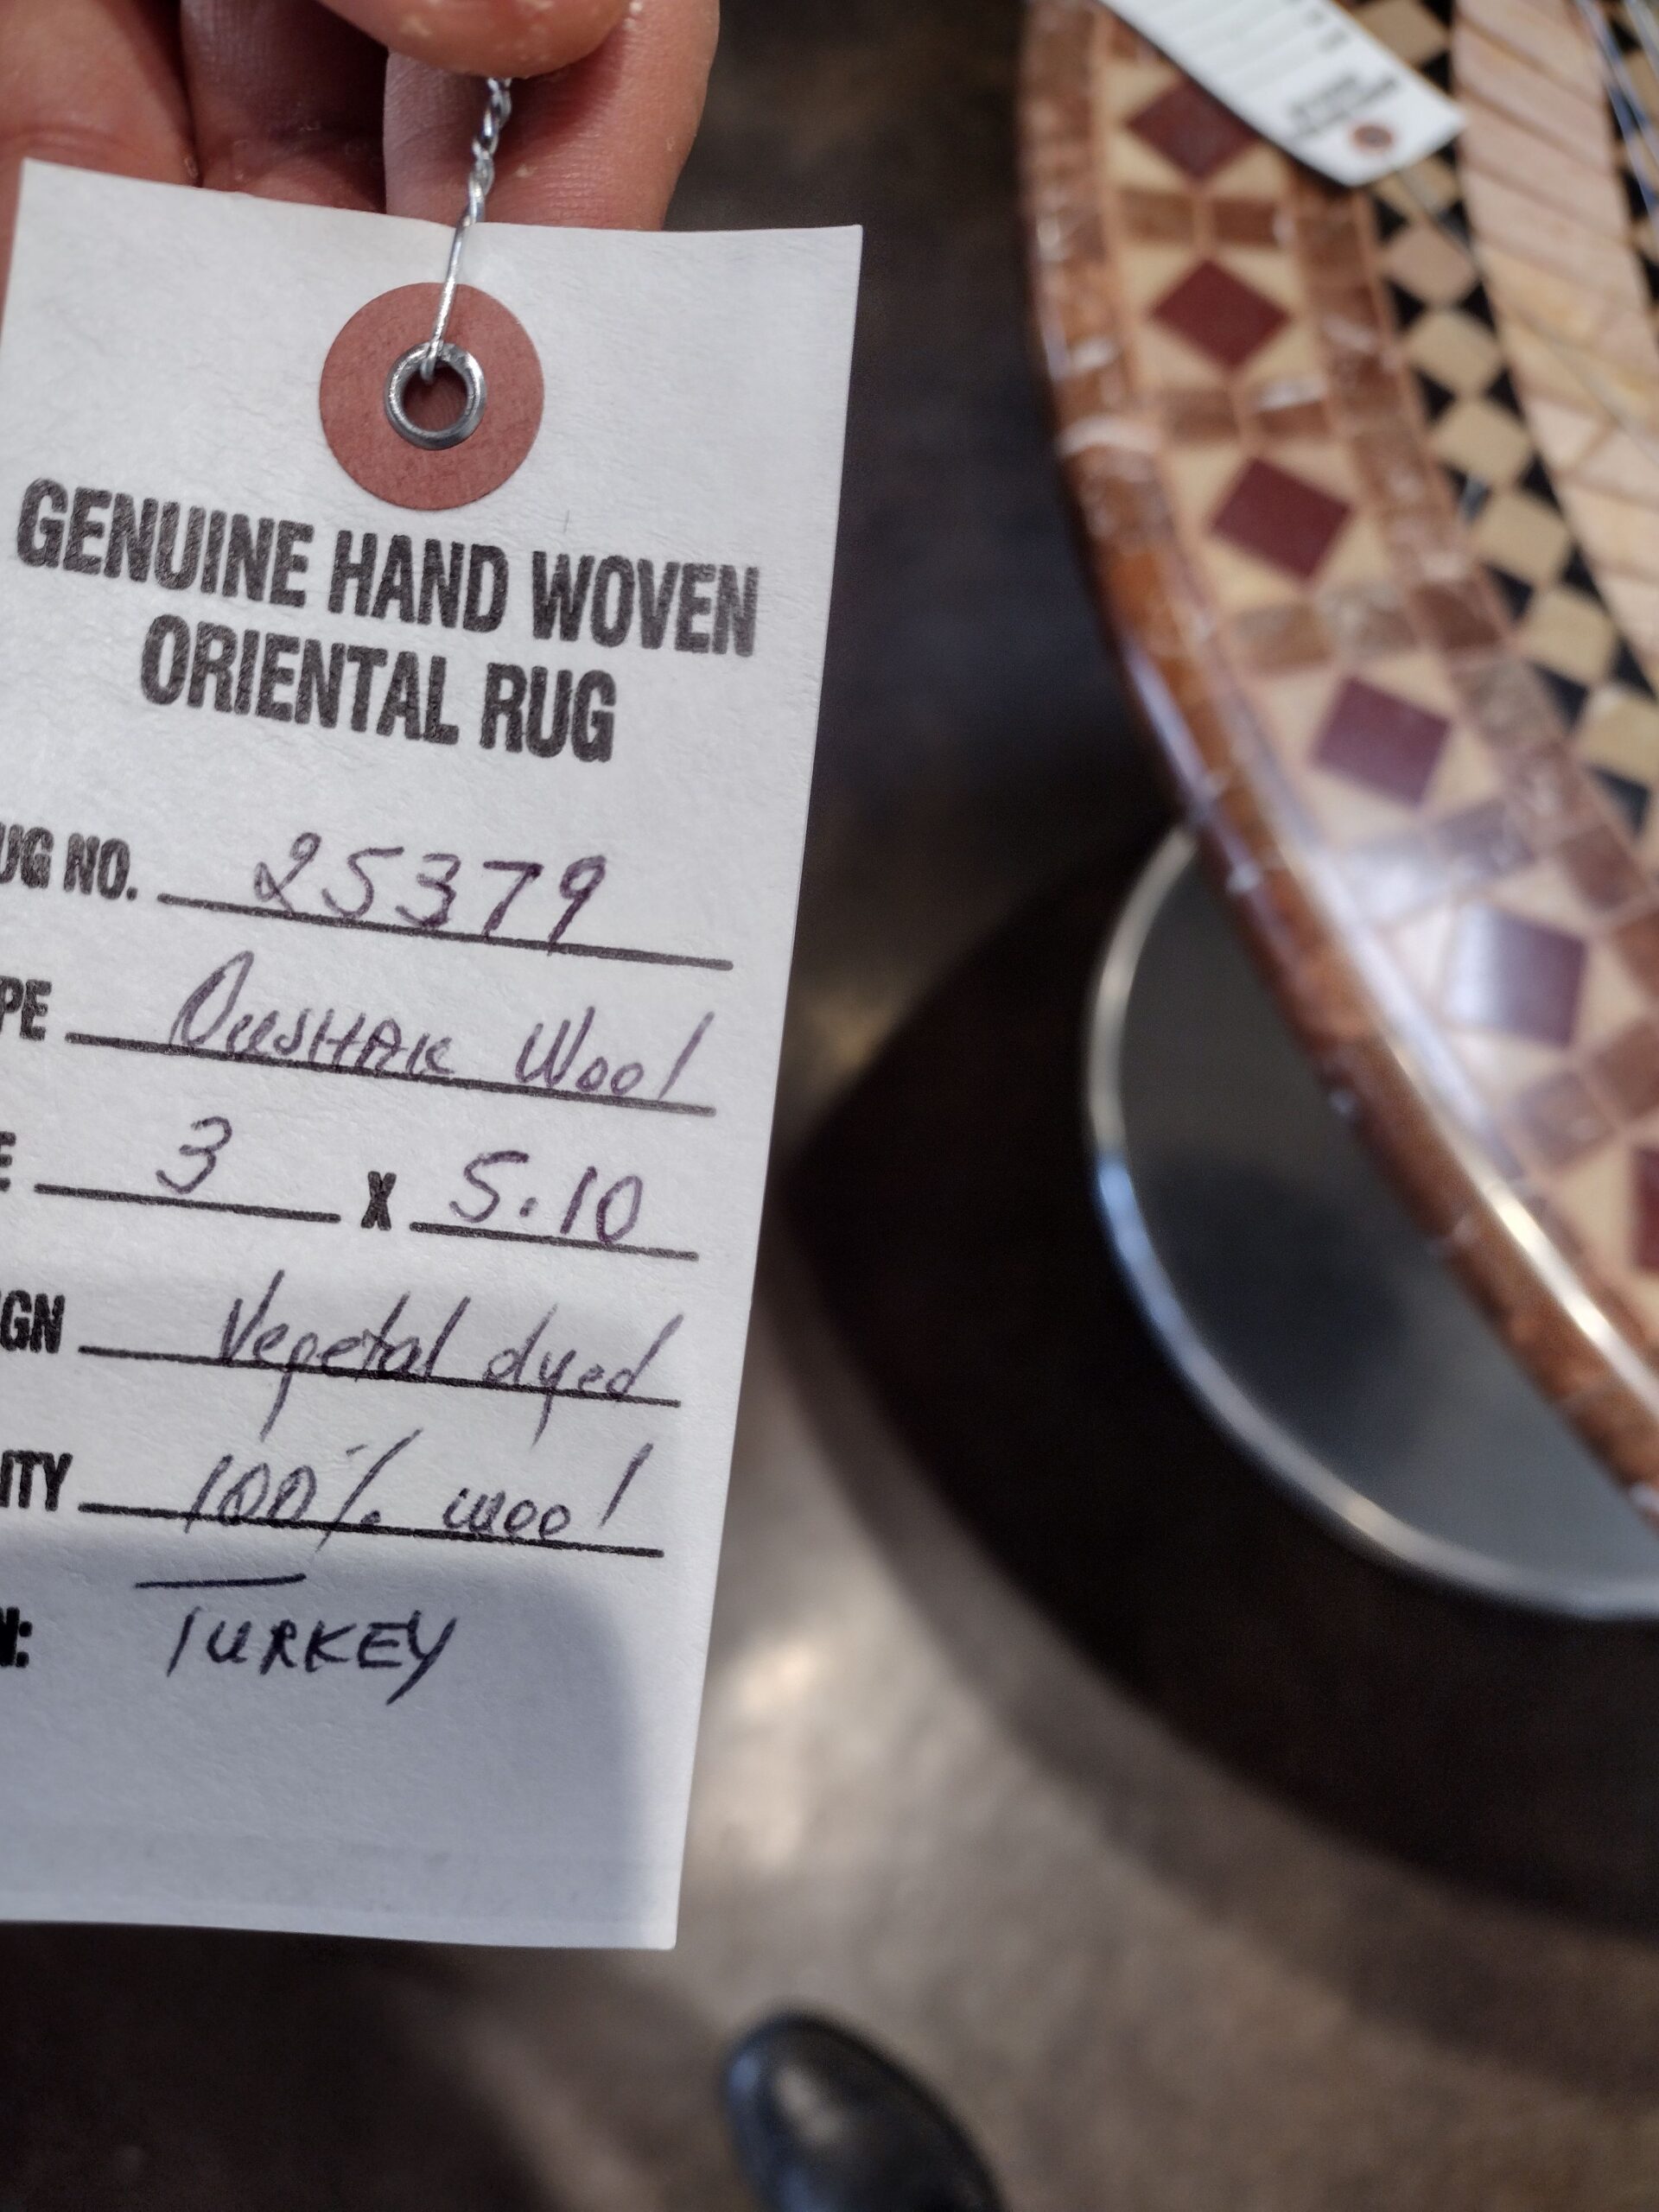 GENUINE HAND WOVEN
ORIENTAL RUG
UG NO. 25379
PE OUSHAK Wool
E 3 X 5.10
GN Vegetal dyed
ITY 100% wool
N: TURKEY